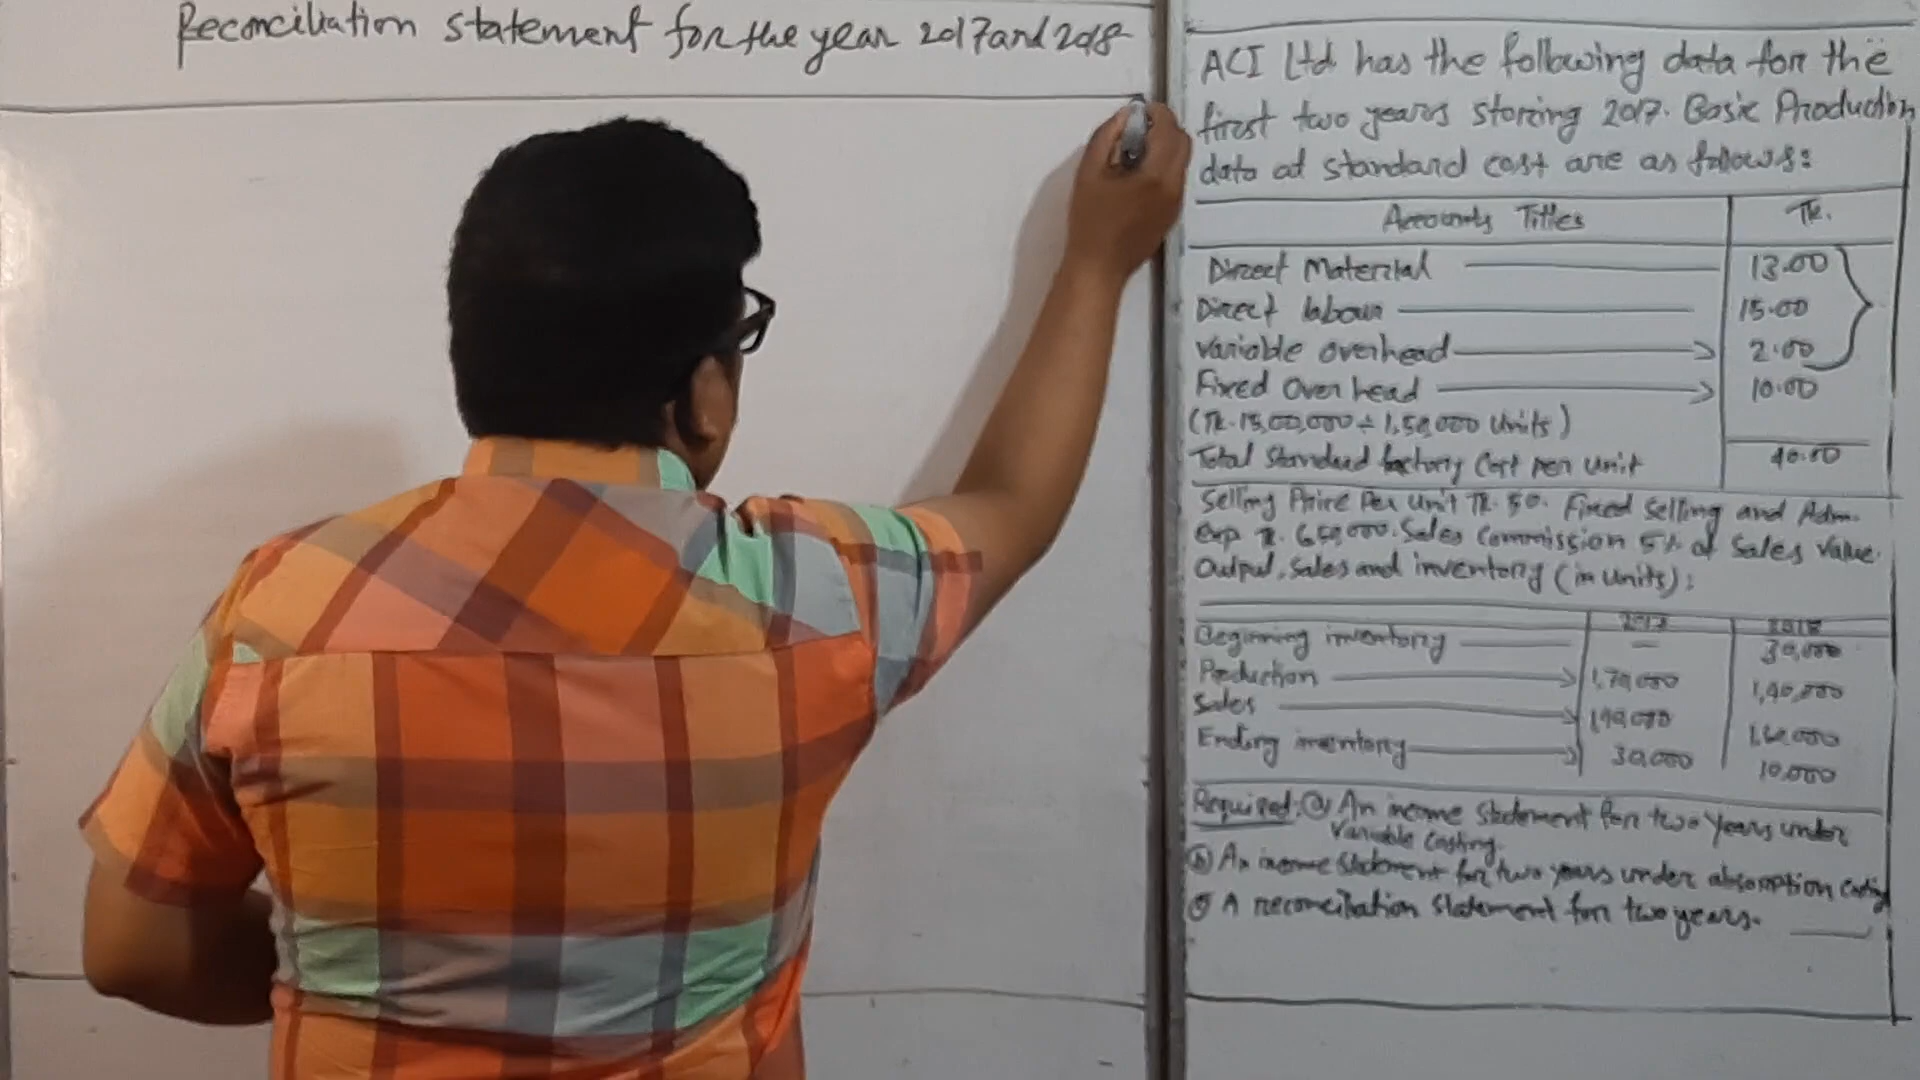 Reconciliation statement for the year 2017 and 2018
ACI Ltd has the following data for the
first two years storing 2017. Basic Production
data at standard cost are as follows:
Accounts Titles Tk.
Direct Material 13.00
Direct labour 15.00
Variable overhead 2.00
Fixed Over head 10.00
(Tk. 15,00,000 ÷ 1,50,000 Units)
Total Standard factory Cost per unit 40.00
Selling Price Per Unit Tk. 50. Fixed Selling and Adm.
exp Tk. 650,000. Sales Commission 5% of Sales Value.
Output, Sales and inventory (in units):
2017 2018
Beginning inventory — 30,000
Production 1,70,000 1,40,000
Sales 140,000 1,60,000
Ending inventory 30,000 10,000
Required: (a) An income statement for two years under
Variable Costing.
(b) An income statement for two years under absorption costing
(c) A reconciliation statement for two years.